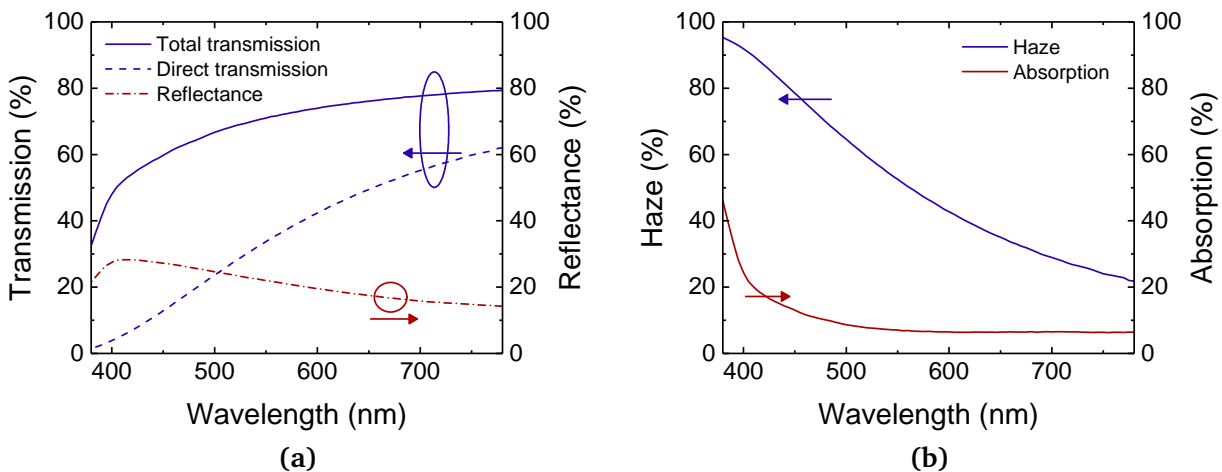 100
80
60
40
20
0
Transmission (%)
Total transmission
Direct transmission
Reflectance
100
80
60
40
20
0
Reflectance (%)
400 500 600 700
Wavelength (nm)
(a)
100
80
60
40
20
0
Haze (%)
Haze
Absorption
100
80
60
40
20
0
Absorption (%)
400 500 600 700
Wavelength (nm)
(b)